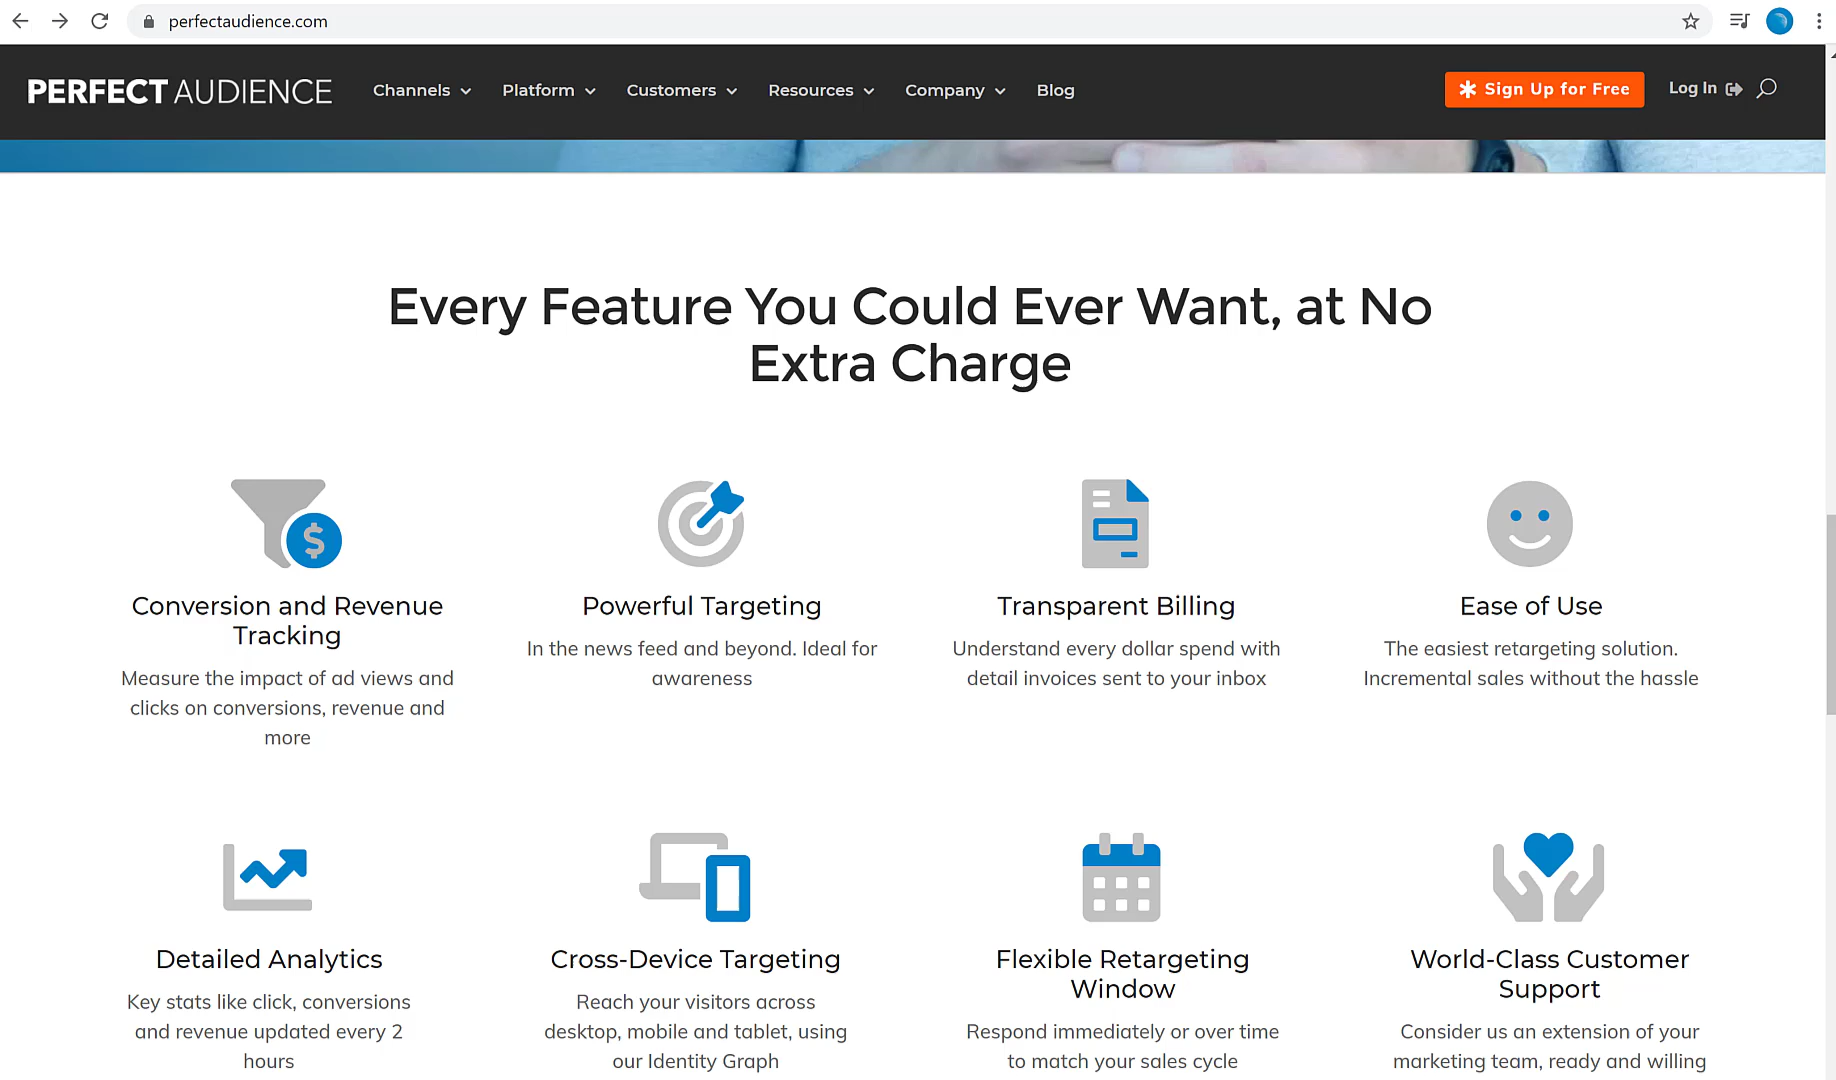 perfectaudience.com
PERFECT AUDIENCE
Channels
Platform
Customers
Resources
Company
Blog
Sign Up for Free
Log In
Every Feature You Could Ever Want, at No
Extra Charge
$
Conversion and Revenue
Tracking
Measure the impact of ad views and
clicks on conversions, revenue and
more
Powerful Targeting
In the news feed and beyond. Ideal for
awareness
Transparent Billing
Understand every dollar spend with
detail invoices sent to your inbox
Ease of Use
The easiest retargeting solution.
Incremental sales without the hassle
Detailed Analytics
Key stats like click, conversions
and revenue updated every 2
hours
Cross-Device Targeting
Reach your visitors across
desktop, mobile and tablet, using
our Identity Graph
Flexible Retargeting
Window
Respond immediately or over time
to match your sales cycle
World-Class Customer
Support
Consider us an extension of your
marketing team, ready and willing